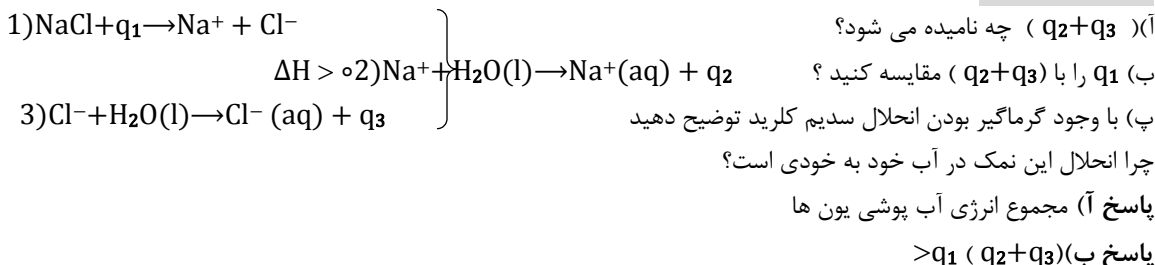 آ)( q₂+q₃ ) چه نامیده می شود؟
1)NaCl+q₁⟶Na⁺ + Cl⁻
ب) q₁ را با (q₂+q₃ ) مقایسه کنید ؟
ΔH > ∘2)Na⁺+H₂O(l)⟶Na⁺(aq) + q₂
3)Cl⁻+H₂O(l)⟶Cl⁻ (aq) + q₃
پ) با وجود گرماگیر بودن انحلال سدیم کلرید توضیح دهید
چرا انحلال این نمک در آب خود به خودی است؟
پاسخ آ) مجموع انرژی آب پوشی یون ها
پاسخ ب)(q₂+q₃ ) q₁<